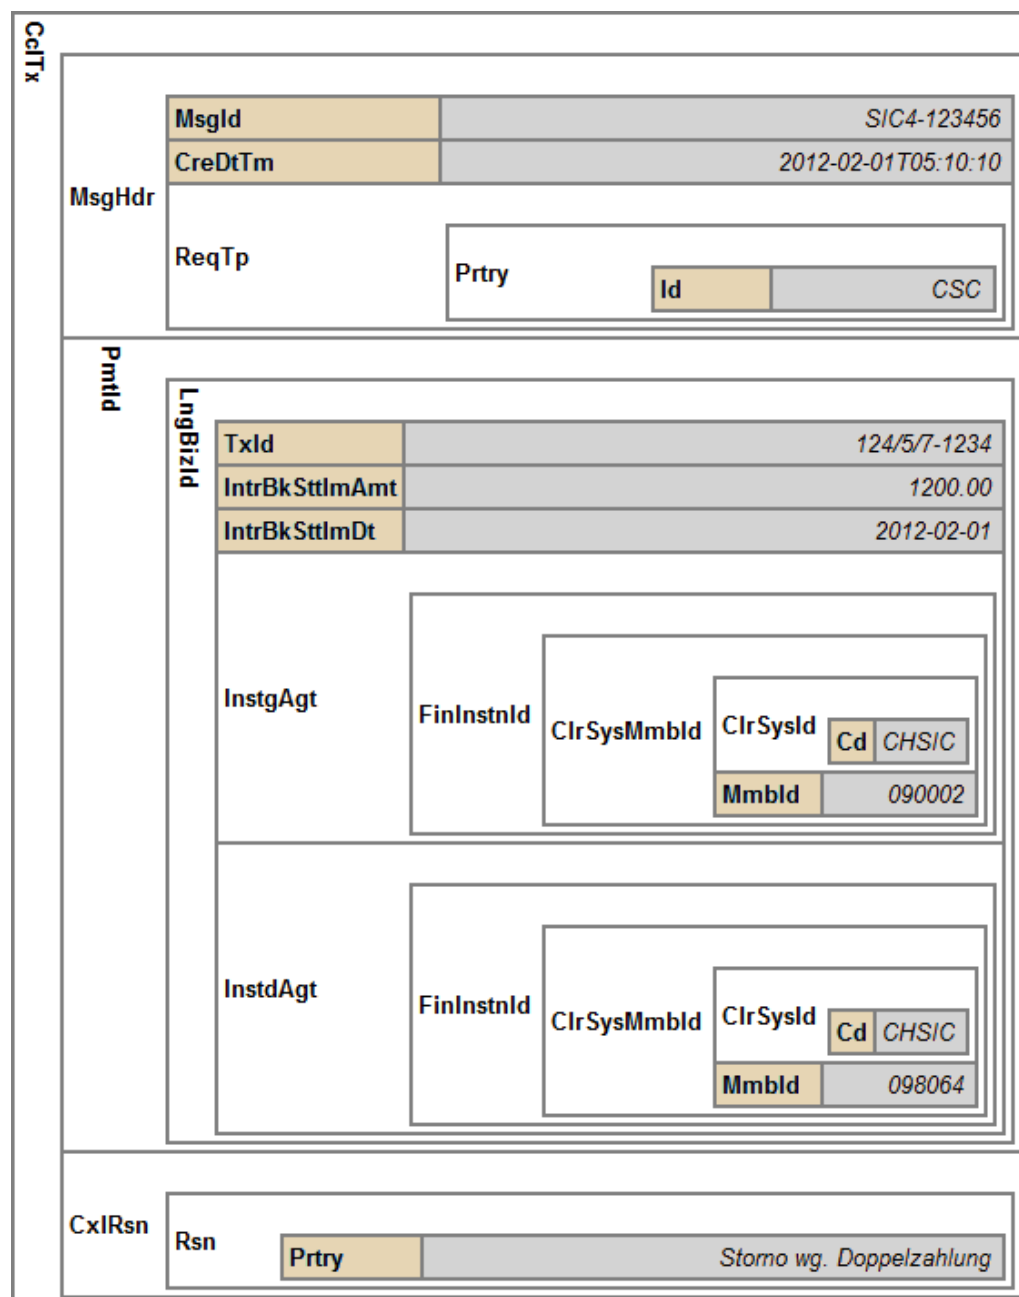 CclTx
MsgHdr
MsgId SIC4-123456
CreDtTm 2012-02-01T05:10:10
ReqTp
Prtry
Id CSC
PmtId
LngBizId
TxId 124/5/7-1234
IntrBkSttlmAmt 1200.00
IntrBkSttlmDt 2012-02-01
InstgAgt
FinInstnId
ClrSysMmbId
ClrSysId
Cd CHSIC
MmbId 090002
InstdAgt
FinInstnId
ClrSysMmbId
ClrSysId
Cd CHSIC
MmbId 098064
CxlRsn
Rsn
Prtry Storno wg. Doppelzahlung